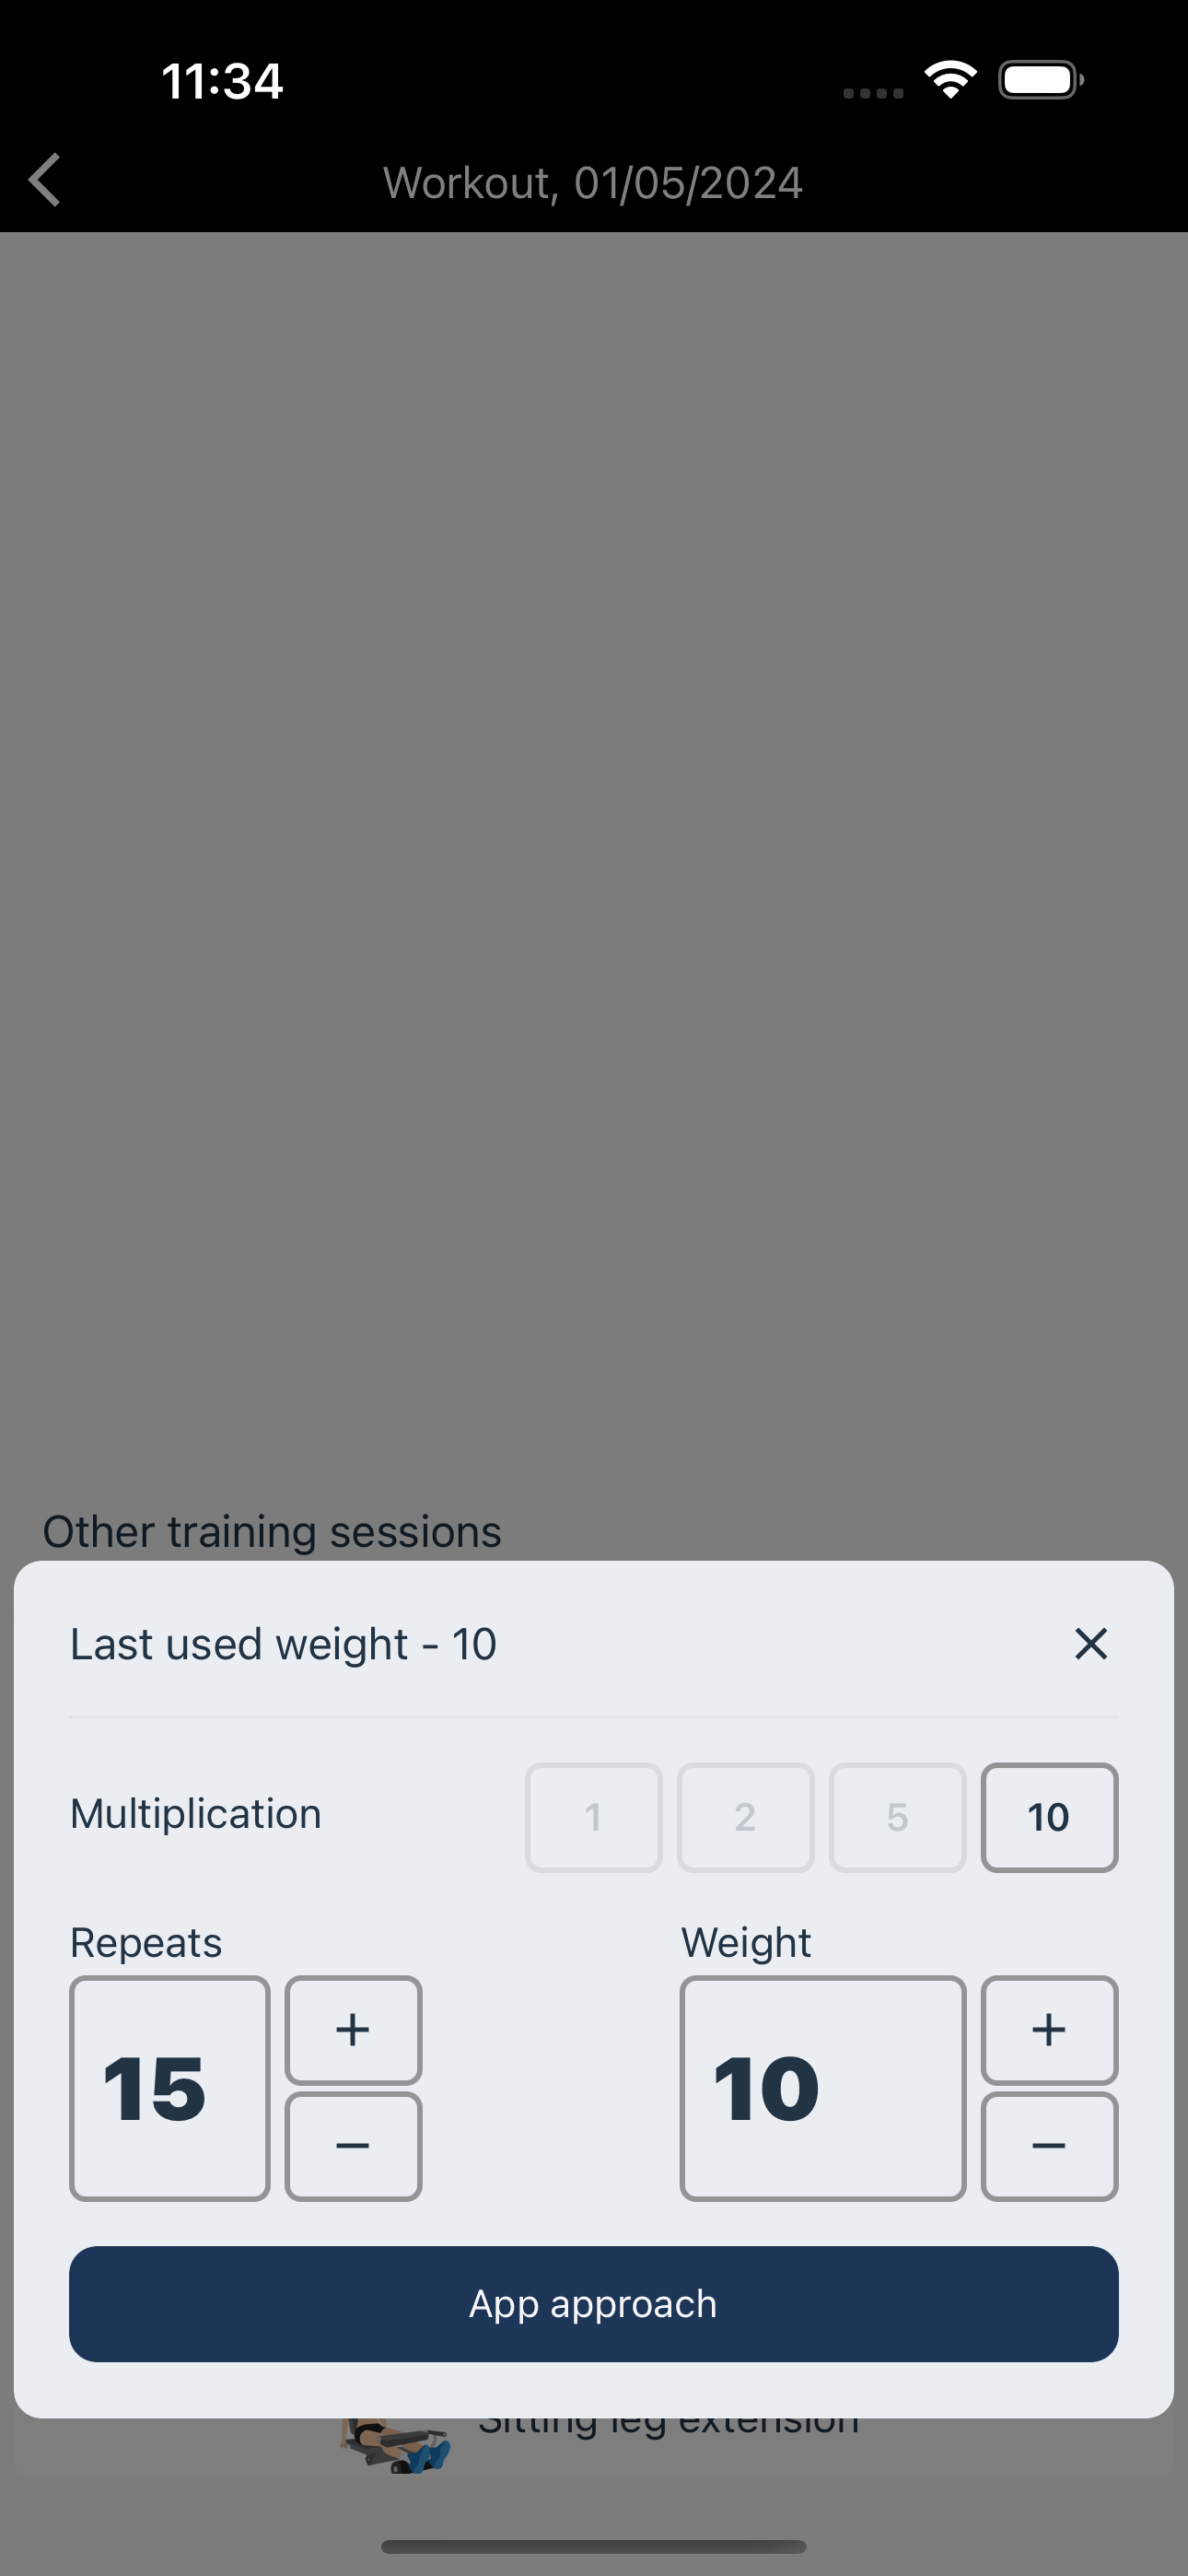 11:34
Workout, 01/05/2024
Other training sessions
Last used weight - 10
Multiplication
1 2 5 10
Repeats Weight
15 + 10 +
− −
App approach
Sitting leg extension